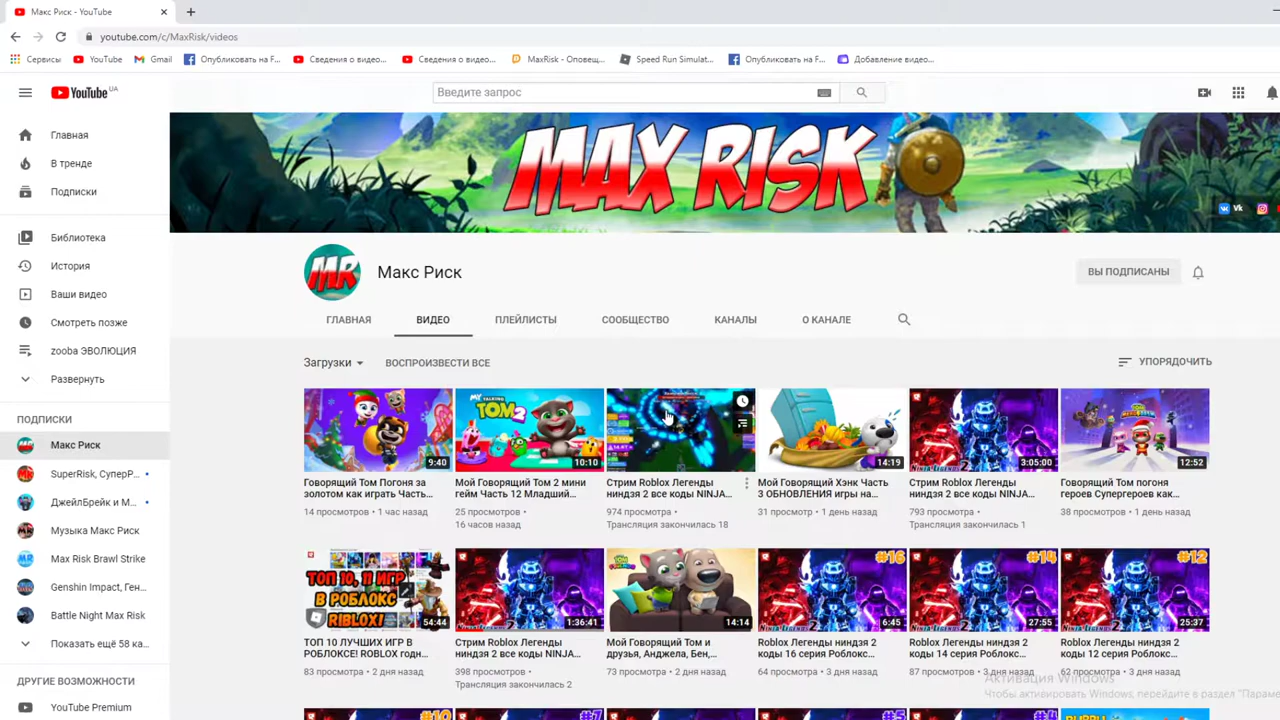 Макс Риск - YouTube
youtube.com/c/MaxRisk/videos
Сервисы YouTube Gmail Опубликовать на F... Сведения о видео... Сведения о видео... MaxRisk - Оповещ... Speed Run Simulat... Опубликовать на F... Добавление видео...
YouTube UA
Введите запрос
Главная
В тренде
Подписки
Библиотека
История
Ваши видео
Смотреть позже
zooba ЭВОЛЮЦИЯ
Развернуть
ПОДПИСКИ
Макс Риск
SuperRisk, СуперР...
ДжейлБрейк и М...
Музыка Макс Риск
Max Risk Brawl Strike
Genshin Impact, Ген...
Battle Night Max Risk
Показать ещё 58 ка...
ДРУГИЕ ВОЗМОЖНОСТИ
YouTube Premium
MAX RISK
Vk
MR
Макс Риск
ВЫ ПОДПИСАНЫ
ГЛАВНАЯ ВИДЕО ПЛЕЙЛИСТЫ СООБЩЕСТВО КАНАЛЫ О КАНАЛЕ
Загрузки ВОСПРОИЗВЕСТИ ВСЕ УПОРЯДОЧИТЬ
9:40
Говорящий Том Погоня за
золотом как играть Часть...
14 просмотров • 1 час назад
MY TALKING
TOM2
10:10
Мой Говорящий Том 2 мини
гейм Часть 12 Младший...
25 просмотров •
16 часов назад
Стрим Roblox Легенды
ниндзя 2 все коды NINJA...
974 просмотра •
Трансляция закончилась 18
14:19
Мой Говорящий Хэнк Часть
3 ОБНОВЛЕНИЯ игры на...
31 просмотр • 1 день назад
3:05:00
Стрим Roblox Легенды
ниндзя 2 все коды NINJA...
793 просмотра •
Трансляция закончилась 1
12:52
Говорящий Том погоня
героев Супергероев как...
38 просмотров • 1 день назад
ТОП 10, 11 ИГР
В РОБЛОКС
RIBLOX!
54:44
ТОП 10 ЛУЧШИХ ИГР В
РОБЛОКСЕ! ROBLOX годн...
83 просмотра • 2 дня назад
1:36:41
Стрим Roblox Легенды
ниндзя 2 все коды NINJA...
398 просмотров •
Трансляция закончилась 2
14:14
Мой Говорящий Том и
друзья, Анджела, Бен,...
73 просмотра • 2 дня назад
#16
6:45
Roblox Легенды ниндзя 2
коды 16 серия Роблокс...
64 просмотра • 3 дня назад
#14
27:55
Roblox Легенды ниндзя 2
коды 14 серия Роблокс...
87 просмотров • 3 дня назад
#12
25:37
Roblox Легенды ниндзя 2
коды 12 серия Роблокс...
62 просмотра • 3 дня назад
#10
#7
#5
#4
Активация Windows
Чтобы активировать Windows, перейдите в раздел "Параме